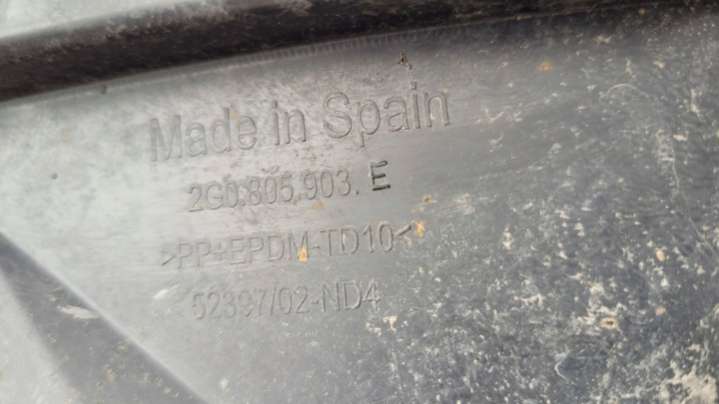 Made in Spain
2G0.805.903. E
>PP+EPDM-TD10<
52397/02-ND4